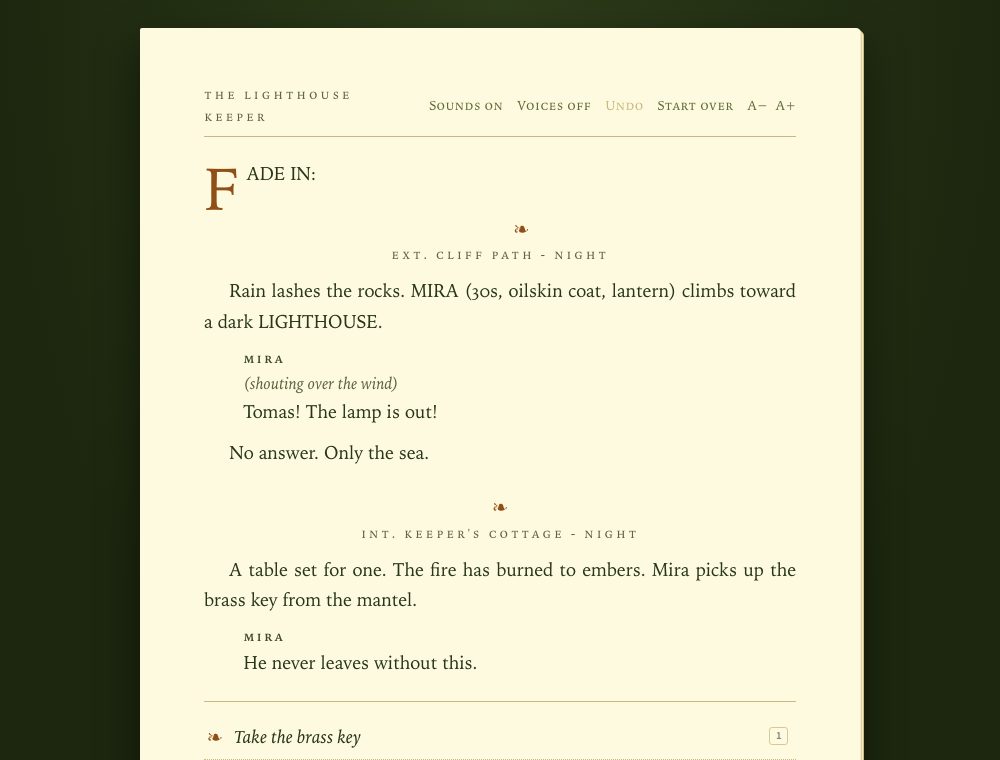 THE LIGHTHOUSE
KEEPER
Sounds on Voices off Undo Start over A− A+
FADE IN:
❧
EXT. CLIFF PATH - NIGHT
Rain lashes the rocks. MIRA (30s, oilskin coat, lantern) climbs toward
a dark LIGHTHOUSE.
MIRA
(shouting over the wind)
Tomas! The lamp is out!
No answer. Only the sea.
❧
INT. KEEPER'S COTTAGE - NIGHT
A table set for one. The fire has burned to embers. Mira picks up the
brass key from the mantel.
MIRA
He never leaves without this.
❧ Take the brass key 1